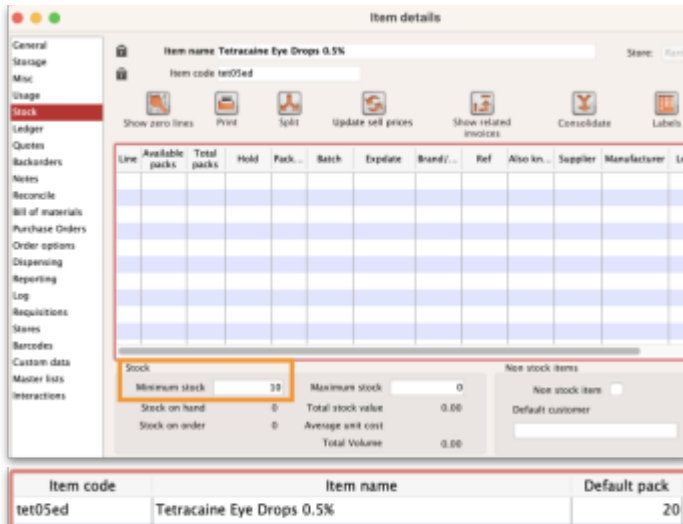 Item details
General
Storage
Misc
Usage
Stock
Ledger
Quotes
Backorders
Notes
Reconcile
Bill of materials
Purchase Orders
Order options
Dispensing
Reporting
Log
Requisitions
Stores
Barcodes
Custom data
Master lists
Interactions
Item name Tetracaine Eye Drops 0.5%
Store:
Item code tet05ed
Show zero lines Print Split Update sell prices Show related invoices Consolidate Labels
Line Available packs Total packs Hold Pack... Batch Expdate Brand/... Ref Also kn... Supplier Manufacturer
Stock Non stock items
Minimum stock 10 Maximum stock 0 Non stock item
Stock on hand 0 Total stock value 0.00 Default customer
Stock on order 0 Average unit cost
Total Volume 0.00
Item code Item name Default pack
tet05ed Tetracaine Eye Drops 0.5% 20